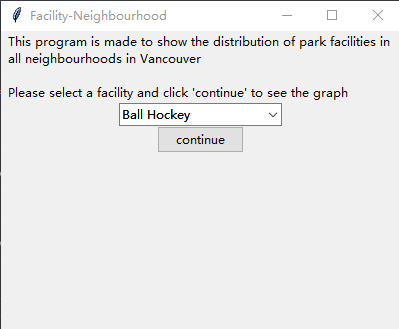 Facility-Neighbourhood
This program is made to show the distribution of park facilities in
all neighbourhoods in Vancouver
Please select a facility and click 'continue' to see the graph
Ball Hockey
continue